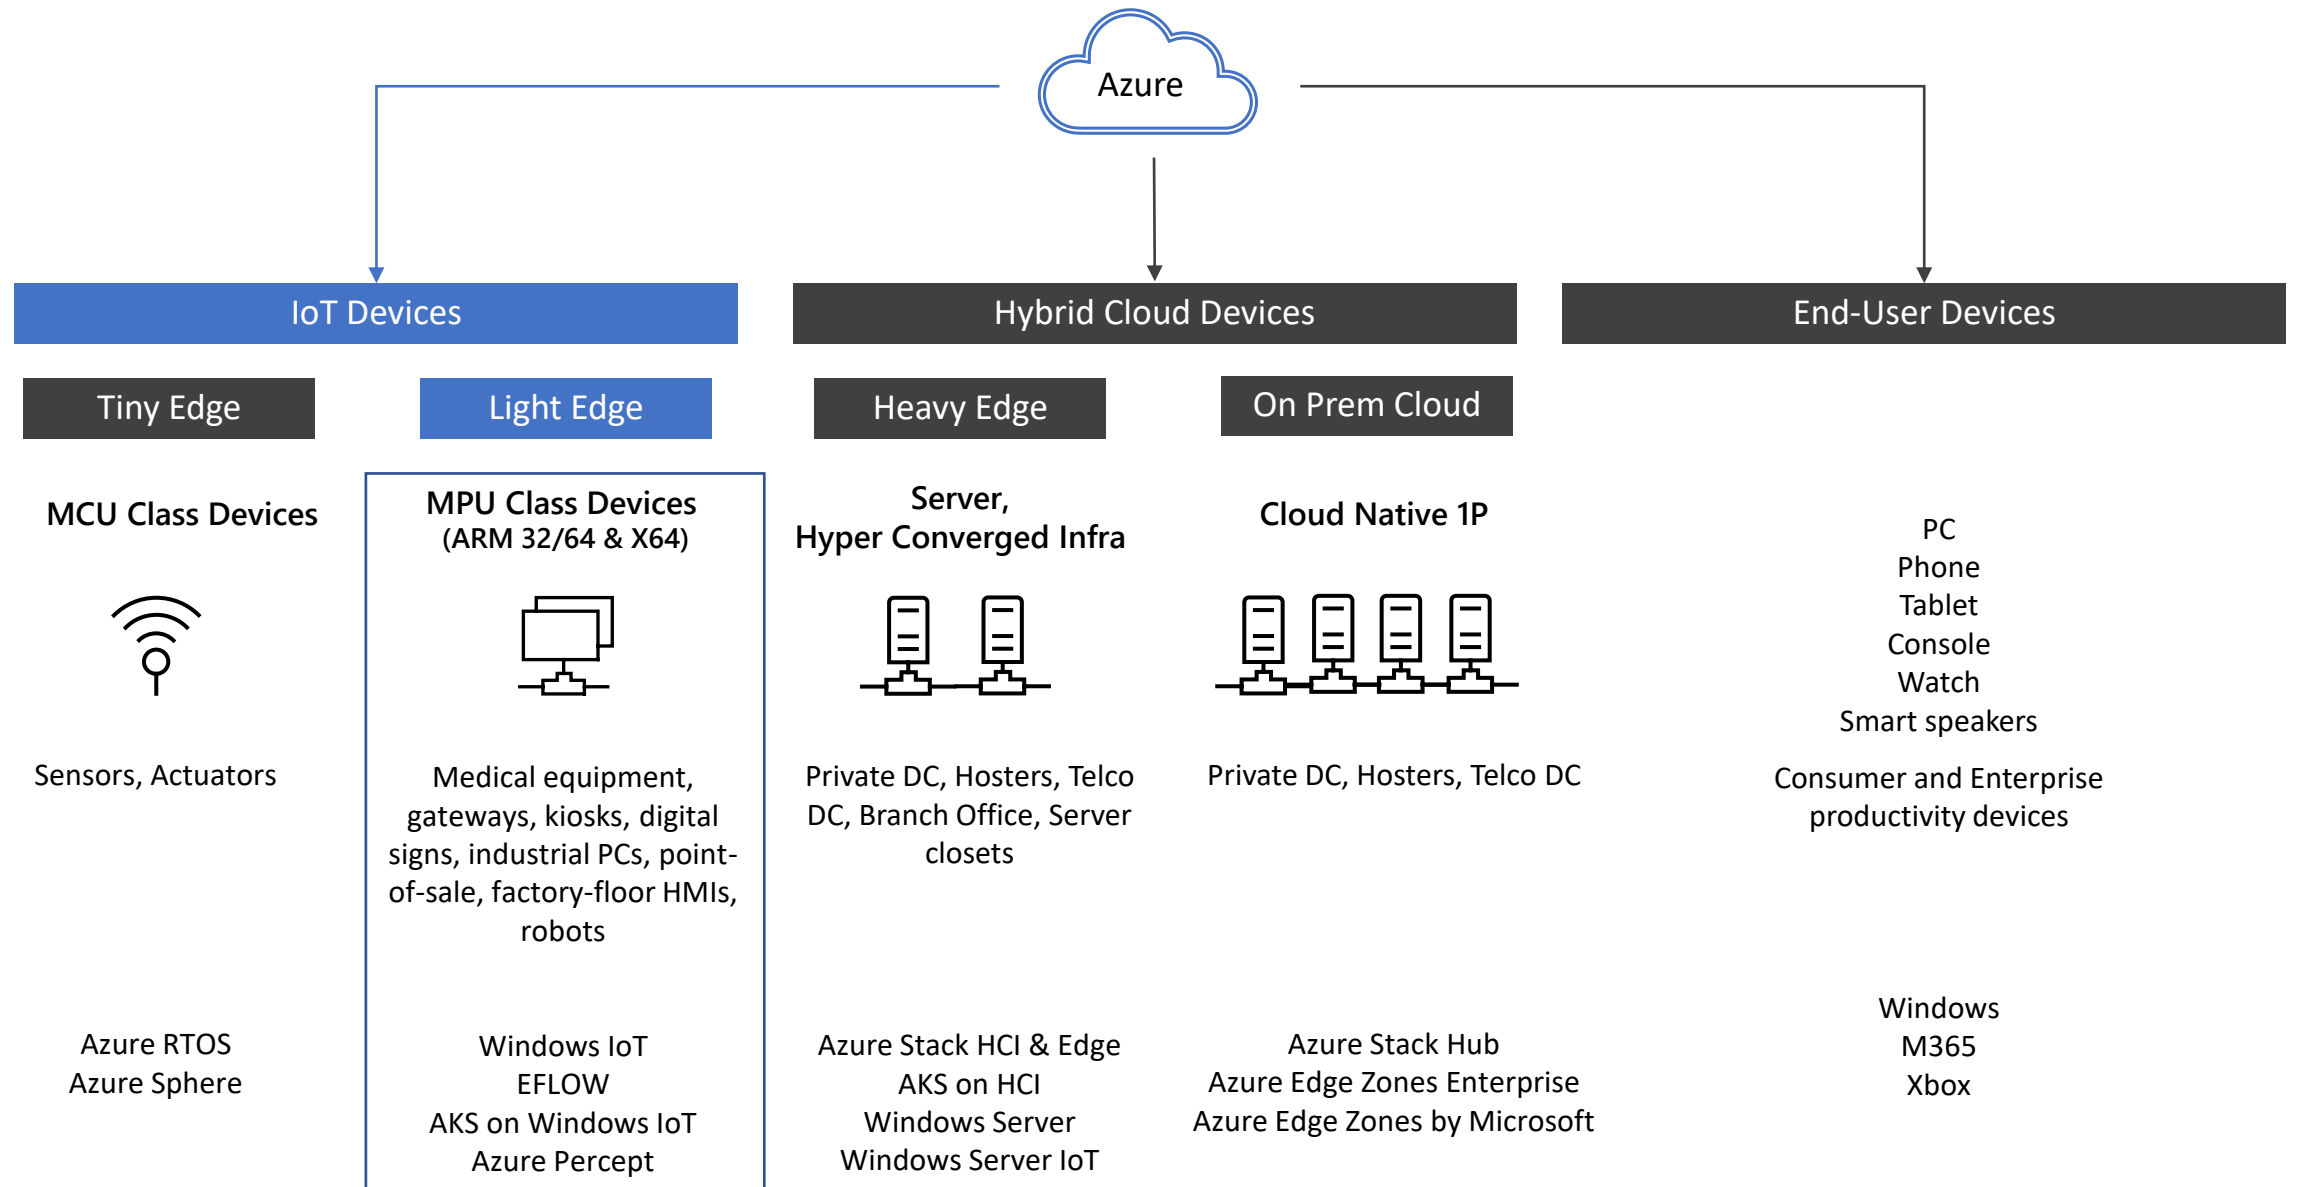 Azure
IoT Devices
Hybrid Cloud Devices
End-User Devices
Tiny Edge
Light Edge
Heavy Edge
On Prem Cloud
MCU Class Devices
MPU Class Devices
(ARM 32/64 & X64)
Server,
Hyper Converged Infra
Cloud Native 1P
PC
Phone
Tablet
Console
Watch
Smart speakers
Sensors, Actuators
Medical equipment,
gateways, kiosks, digital
signs, industrial PCs, point-
of-sale, factory-floor HMIs,
robots
Private DC, Hosters, Telco
DC, Branch Office, Server
closets
Private DC, Hosters, Telco DC
Consumer and Enterprise
productivity devices
Azure RTOS
Azure Sphere
Windows IoT
EFLOW
AKS on Windows IoT
Azure Percept
Azure Stack HCI & Edge
AKS on HCI
Windows Server
Windows Server IoT
Azure Stack Hub
Azure Edge Zones Enterprise
Azure Edge Zones by Microsoft
Windows
M365
Xbox